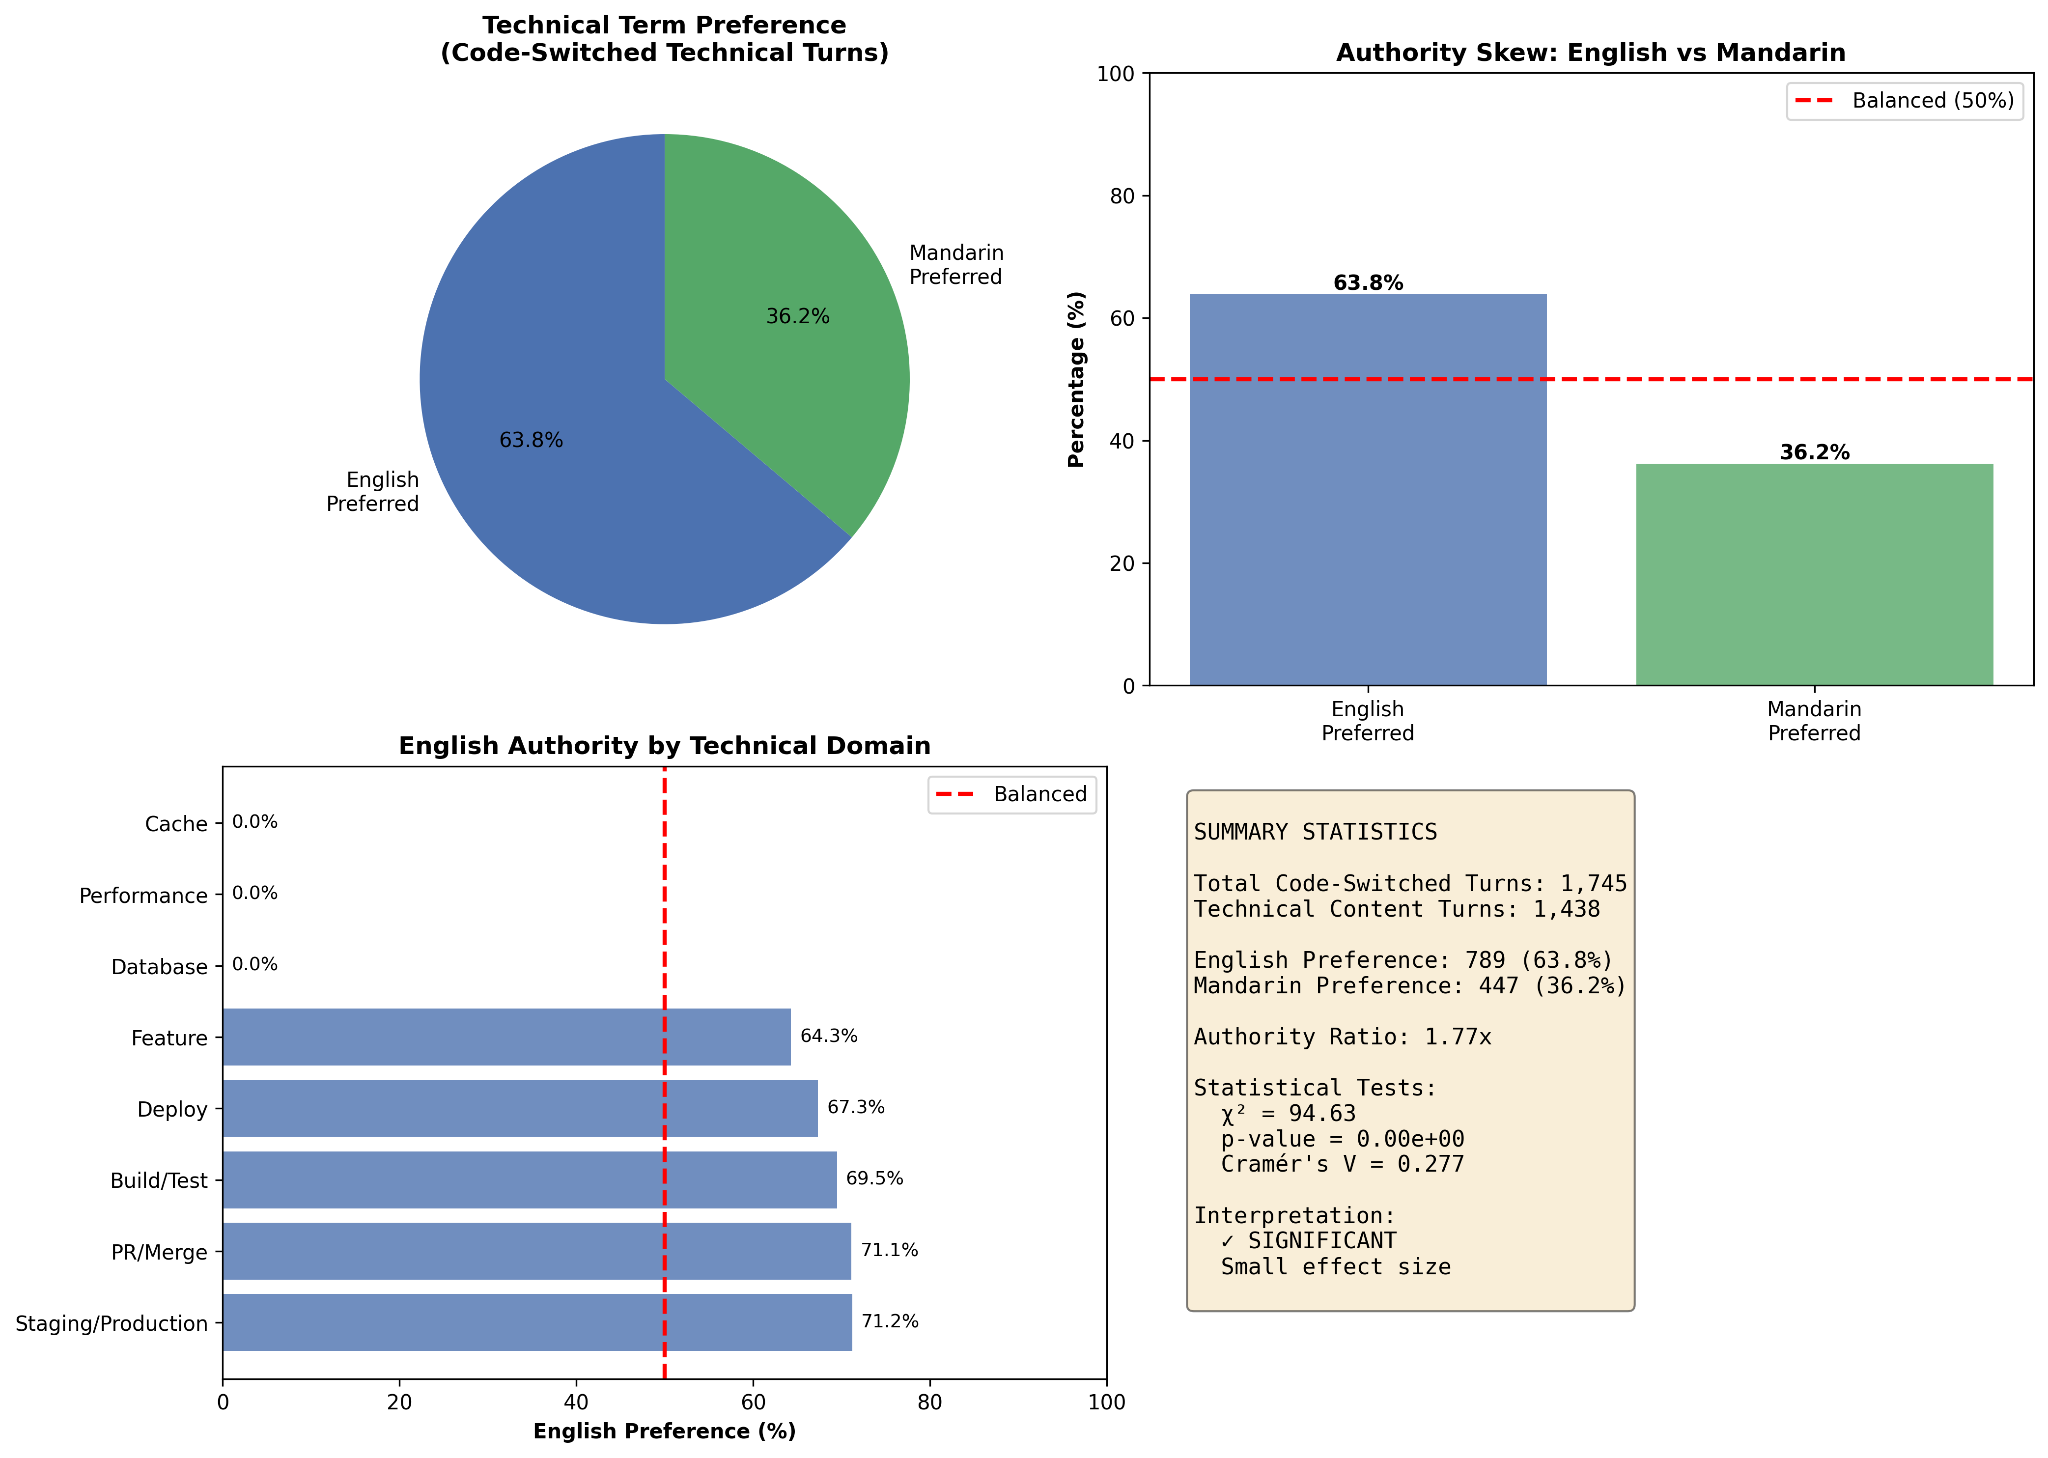 Technical Term Preference
(Code-Switched Technical Turns)
Mandarin
Preferred
36.2%
63.8%
English
Preferred
Authority Skew: English vs Mandarin
100
80
60
40
20
0
Percentage (%)
Balanced (50%)
63.8%
36.2%
English
Preferred
Mandarin
Preferred
English Authority by Technical Domain
Balanced
Cache
0.0%
Performance
0.0%
Database
0.0%
Feature
64.3%
Deploy
67.3%
Build/Test
69.5%
PR/Merge
71.1%
Staging/Production
71.2%
0
20
40
60
80
100
English Preference (%)
SUMMARY STATISTICS
Total Code-Switched Turns: 1,745
Technical Content Turns: 1,438
English Preference: 789 (63.8%)
Mandarin Preference: 447 (36.2%)
Authority Ratio: 1.77x
Statistical Tests:
χ² = 94.63
p-value = 0.00e+00
Cramér's V = 0.277
Interpretation:
✓ SIGNIFICANT
Small effect size